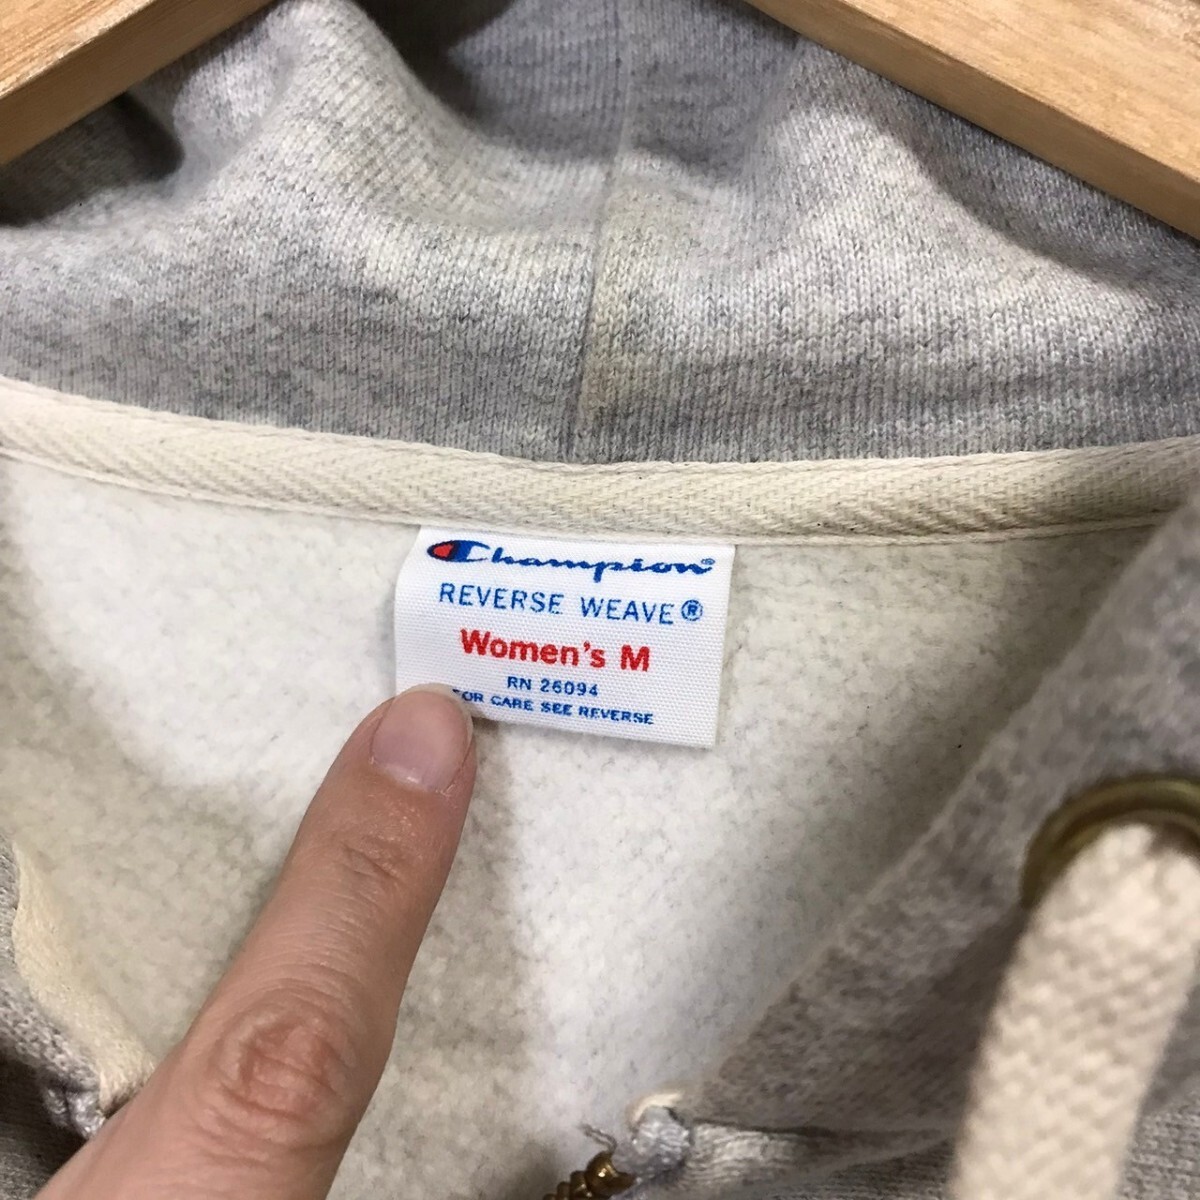 Champion®
REVERSE WEAVE®
Women's M
RN 26094
FOR CARE SEE REVERSE